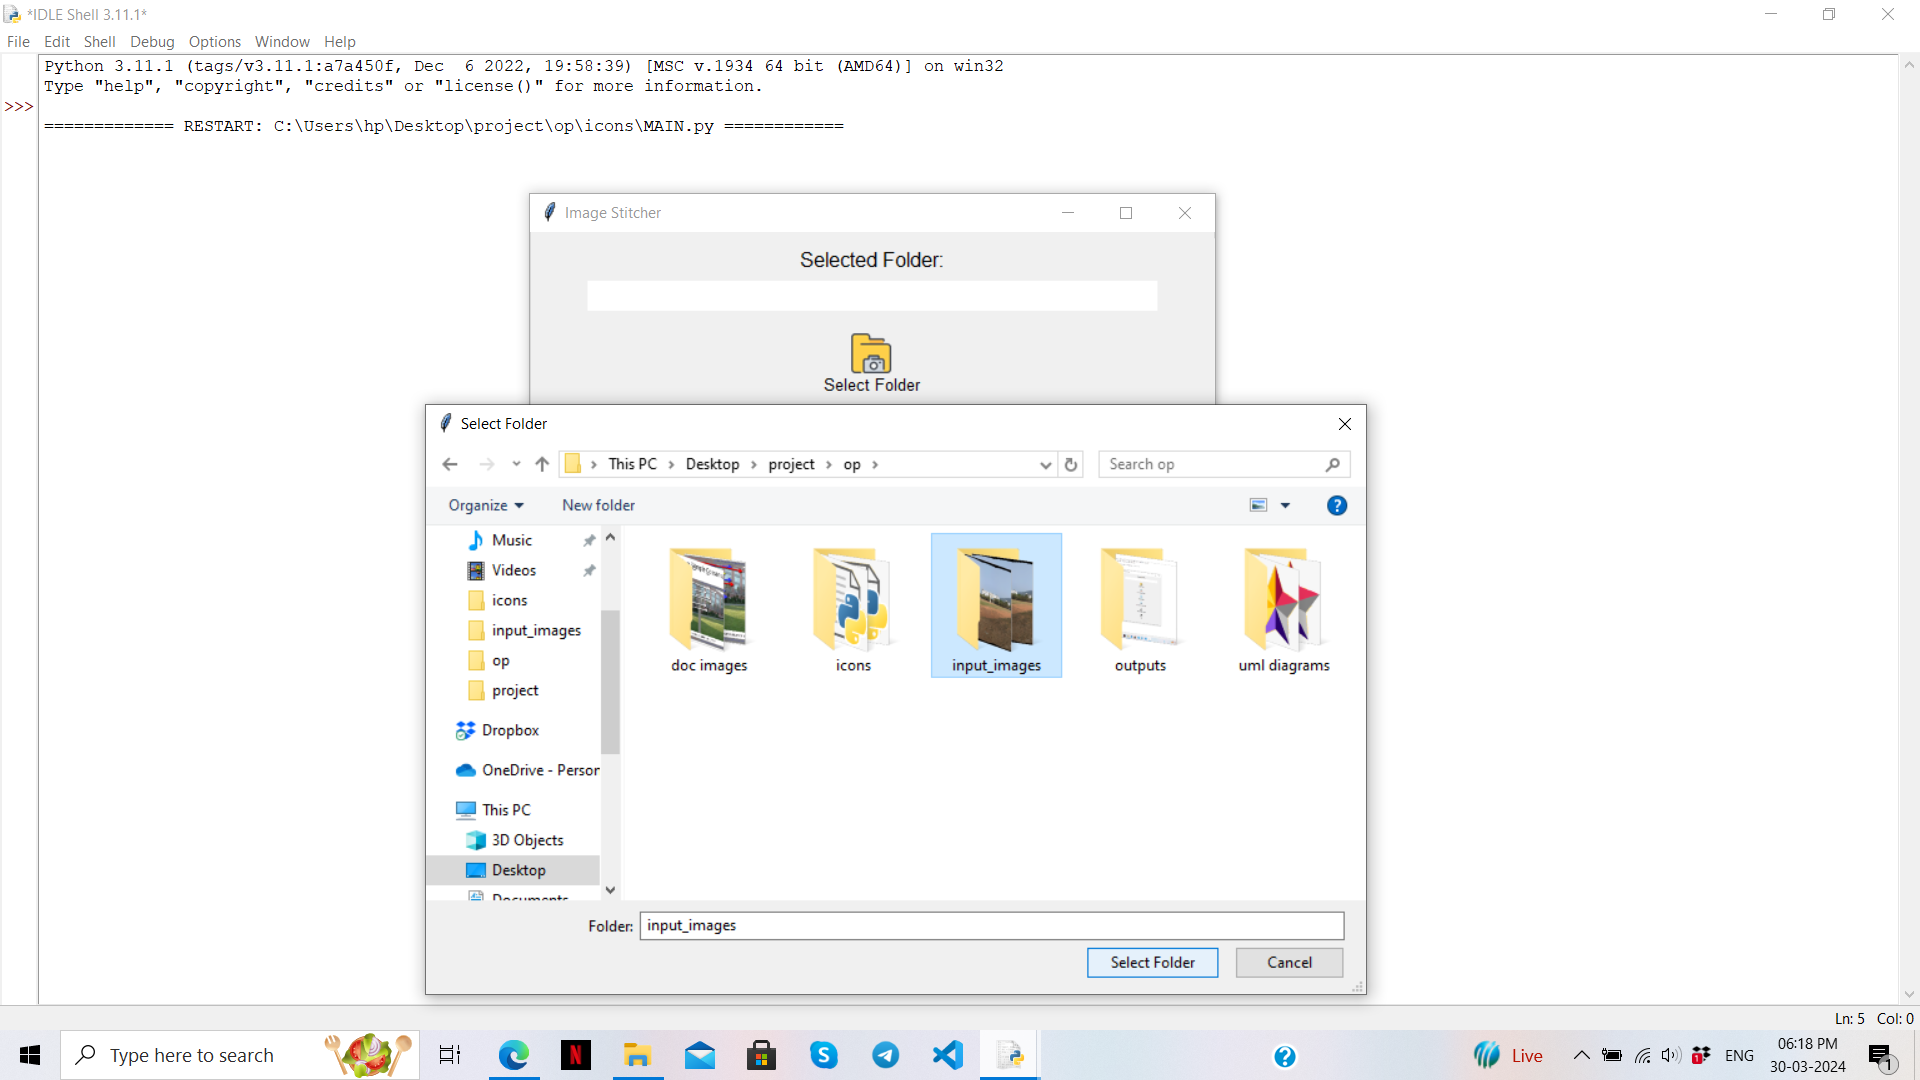 *IDLE Shell 3.11.1*
File Edit Shell Debug Options Window Help
Python 3.11.1 (tags/v3.11.1:a7a450f, Dec  6 2022, 19:58:39) [MSC v.1934 64 bit (AMD64)] on win32
Type "help", "copyright", "credits" or "license()" for more information.
>>>
============= RESTART: C:\Users\hp\Desktop\project\op\icons\MAIN.py ============
Image Stitcher
Selected Folder:
Select Folder
Select Folder
This PC > Desktop > project > op >
Search op
Organize
New folder
Music
Videos
icons
input_images
op
project
Dropbox
OneDrive - Person
This PC
3D Objects
Desktop
Documents
doc images
icons
input_images
outputs
uml diagrams
Folder: input_images
Select Folder
Cancel
Ln: 5 Col: 0
Type here to search
N
S
Live
1
ENG
06:18 PM
30-03-2024
1